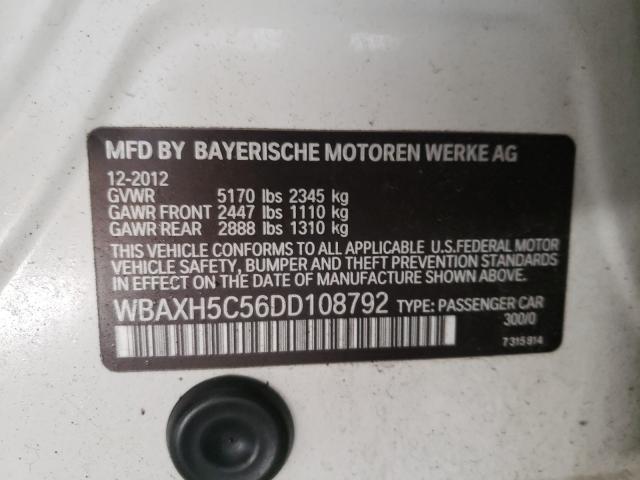 MFD BY BAYERISCHE MOTOREN WERKE AG
12-2012
GVWR 5170 lbs 2345 kg
GAWR FRONT 2447 lbs 1110 kg
GAWR REAR 2888 lbs 1310 kg
THIS VEHICLE CONFORMS TO ALL APPLICABLE U.S.FEDERAL MOTOR
VEHICLE SAFETY, BUMPER AND THEFT PREVENTION STANDARDS
IN EFFECT ON THE DATE OF MANUFACTURE SHOWN ABOVE.
WBAXH5C56DD108792 TYPE: PASSENGER CAR
300/0
7315914